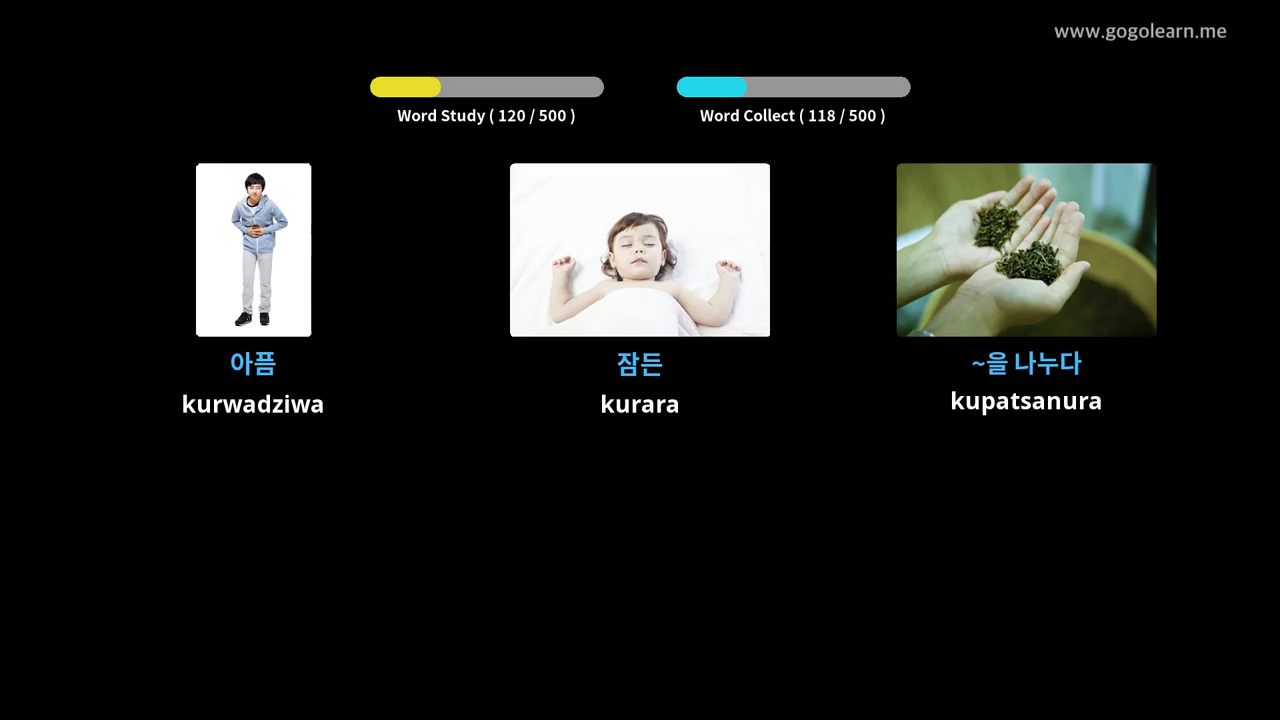 www.gogolearn.me
Word Study ( 120 / 500 )
Word Collect ( 118 / 500 )
아픔
잠든
~을 나누다
kurwadziwa
kurara
kupatsanura